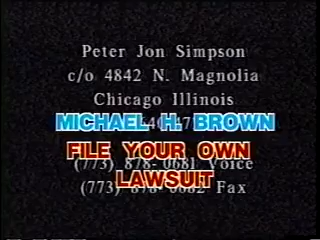 Peter Jon Simpson
c/o 4842 N. Magnolia
Chicago Illinois
MICHAEL H. BROWN
FILE YOUR OWN
(773) 878-0681 Voice
LAWSUIT
(773) 878-0682 Fax